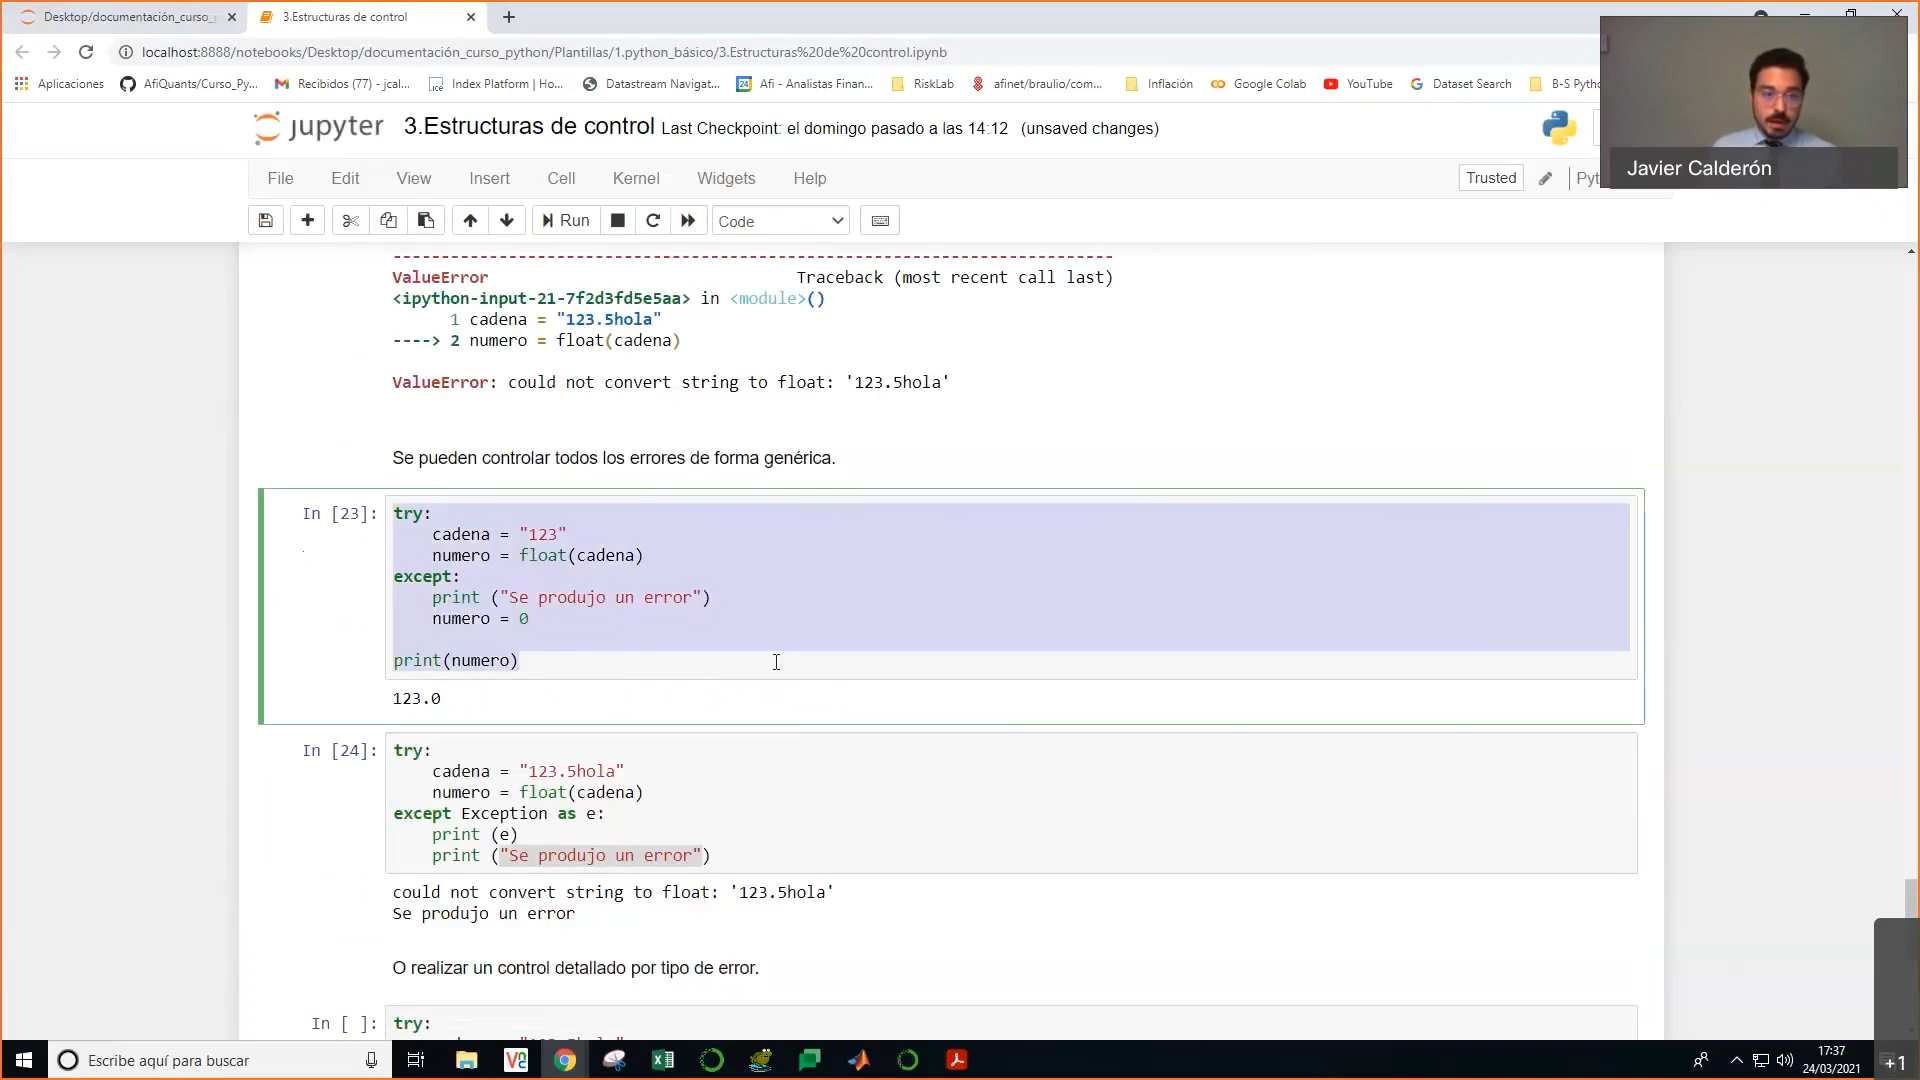 Desktop/documentación_curso_p
3.Estructuras de control
localhost:8888/notebooks/Desktop/documentación_curso_python/Plantillas/1.python_básico/3.Estructuras%20de%20control.ipynb
Aplicaciones
AfiQuants/Curso_Py...
Recibidos (77) - jcal...
Index Platform | Ho...
Datastream Navigat...
Afi - Analistas Finan...
RiskLab
afinet/braulio/com...
Inflación
Google Colab
YouTube
Dataset Search
B-S Pytho
jupyter 3.Estructuras de control Last Checkpoint: el domingo pasado a las 14:12 (unsaved changes)
Javier Calderón
File Edit View Insert Cell Kernel Widgets Help
Trusted
Pyt
Run
Code
ValueError Traceback (most recent call last)
<ipython-input-21-7f2d3fd5e5aa> in <module>()
1 cadena = "123.5hola"
----> 2 numero = float(cadena)
ValueError: could not convert string to float: '123.5hola'
Se pueden controlar todos los errores de forma genérica.
In [23]: try:
cadena = "123"
numero = float(cadena)
except:
print ("Se produjo un error")
numero = 0
print(numero)
123.0
In [24]: try:
cadena = "123.5hola"
numero = float(cadena)
except Exception as e:
print (e)
print ("Se produjo un error")
could not convert string to float: '123.5hola'
Se produjo un error
O realizar un control detallado por tipo de error.
In [ ]: try:
Escribe aquí para buscar
17:37
24/03/2021
+1